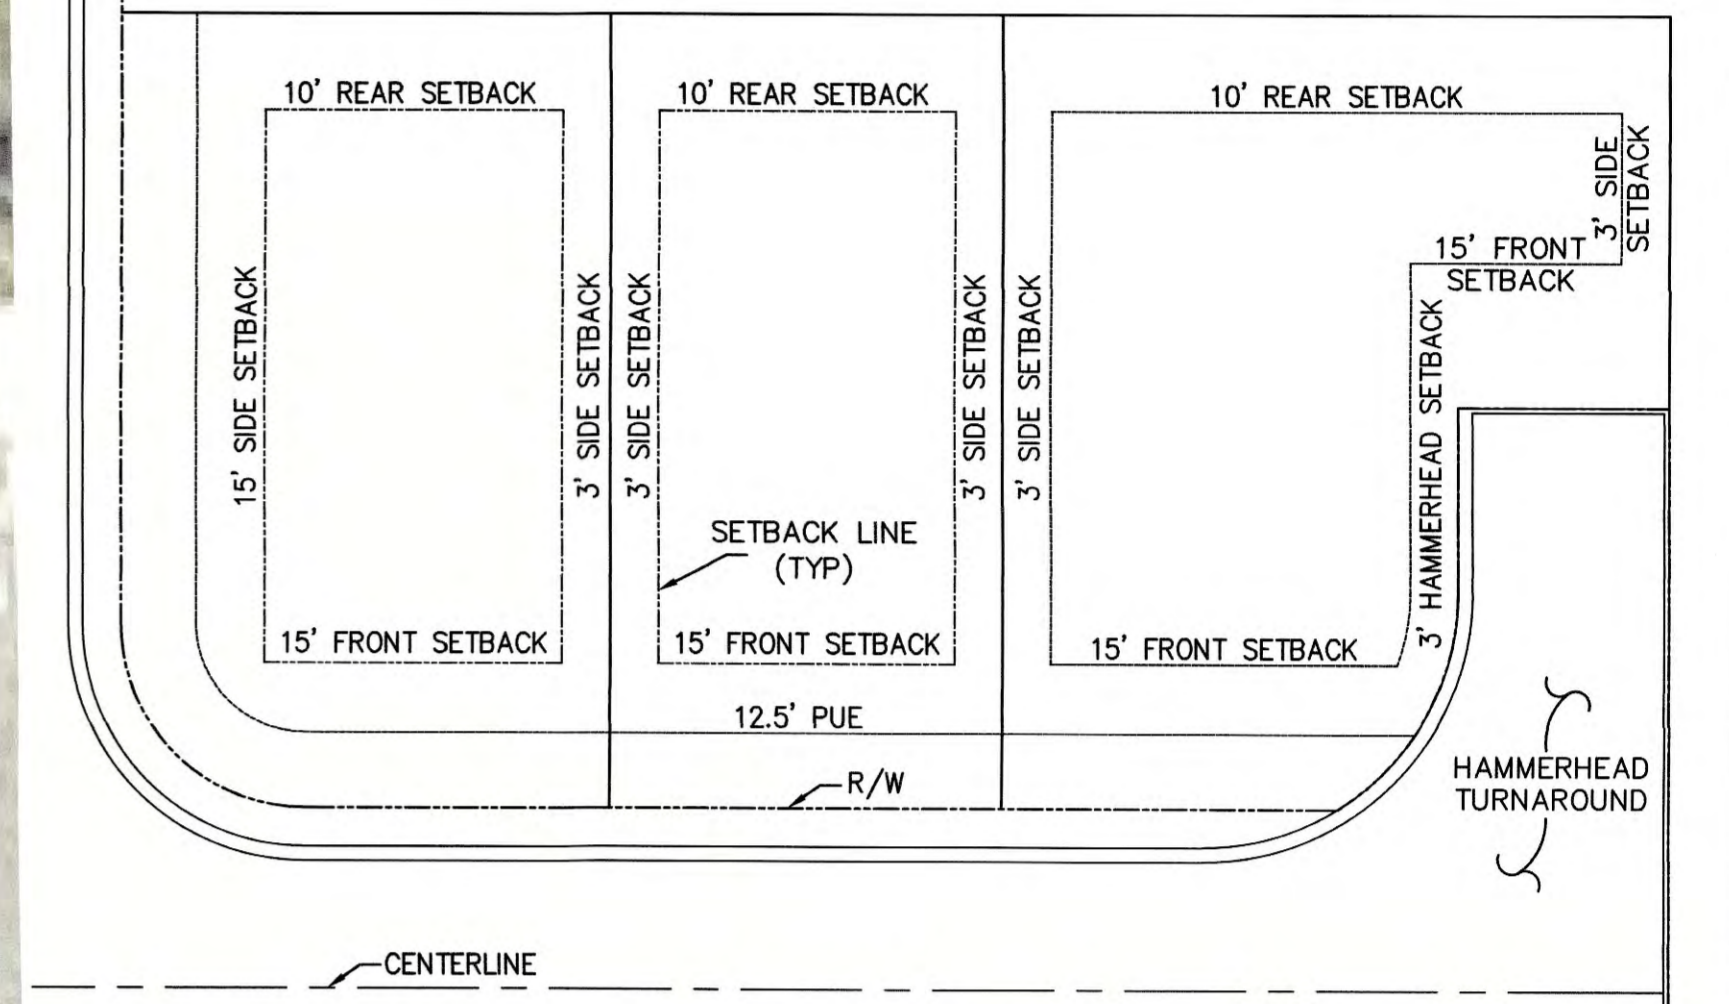 10' REAR SETBACK
10' REAR SETBACK
10' REAR SETBACK
3' SIDE
SETBACK
15' FRONT
SETBACK
15' SIDE SETBACK
3' SIDE SETBACK
3' SIDE SETBACK
3' SIDE SETBACK
3' SIDE SETBACK
3' HAMMERHEAD SETBACK
SETBACK LINE
(TYP)
15' FRONT SETBACK
15' FRONT SETBACK
15' FRONT SETBACK
12.5' PUE
R/W
HAMMERHEAD
TURNAROUND
CENTERLINE